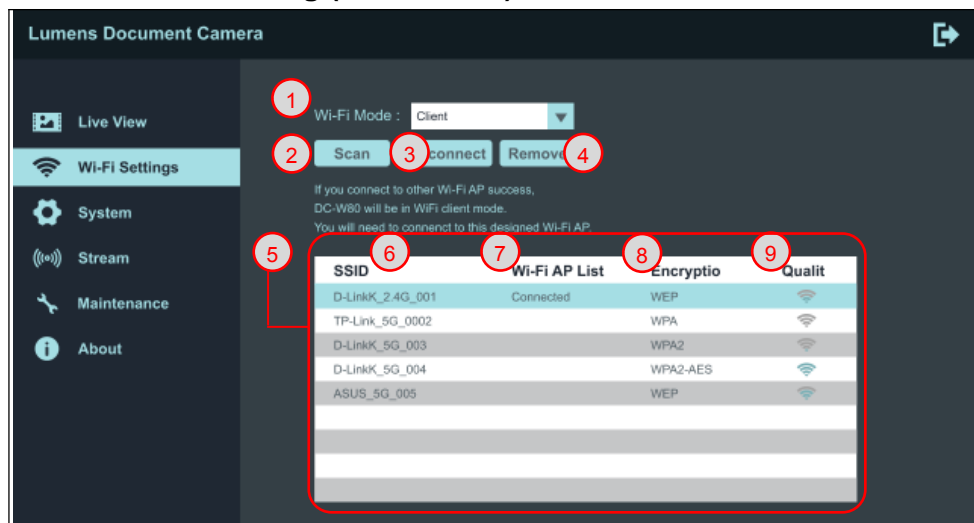 Lumens Document Camera
1
Wi-Fi Mode : Client
Live View
2 Scan 3 connect Remove 4
Wi-Fi Settings
If you connect to other Wi-Fi AP success,
DC-W80 will be in WiFi client mode.
System
You will need to connenct to this designed Wi-Fi AP.
5 6 7 8 9
Stream
SSID Wi-Fi AP List Encryptio Qualit
D-LinkK_2.4G_001 Connected WEP
Maintenance
TP-Link_5G_0002 WPA
D-LinkK_5G_003 WPA2
About
D-LinkK_5G_004 WPA2-AES
ASUS_5G_005 WEP